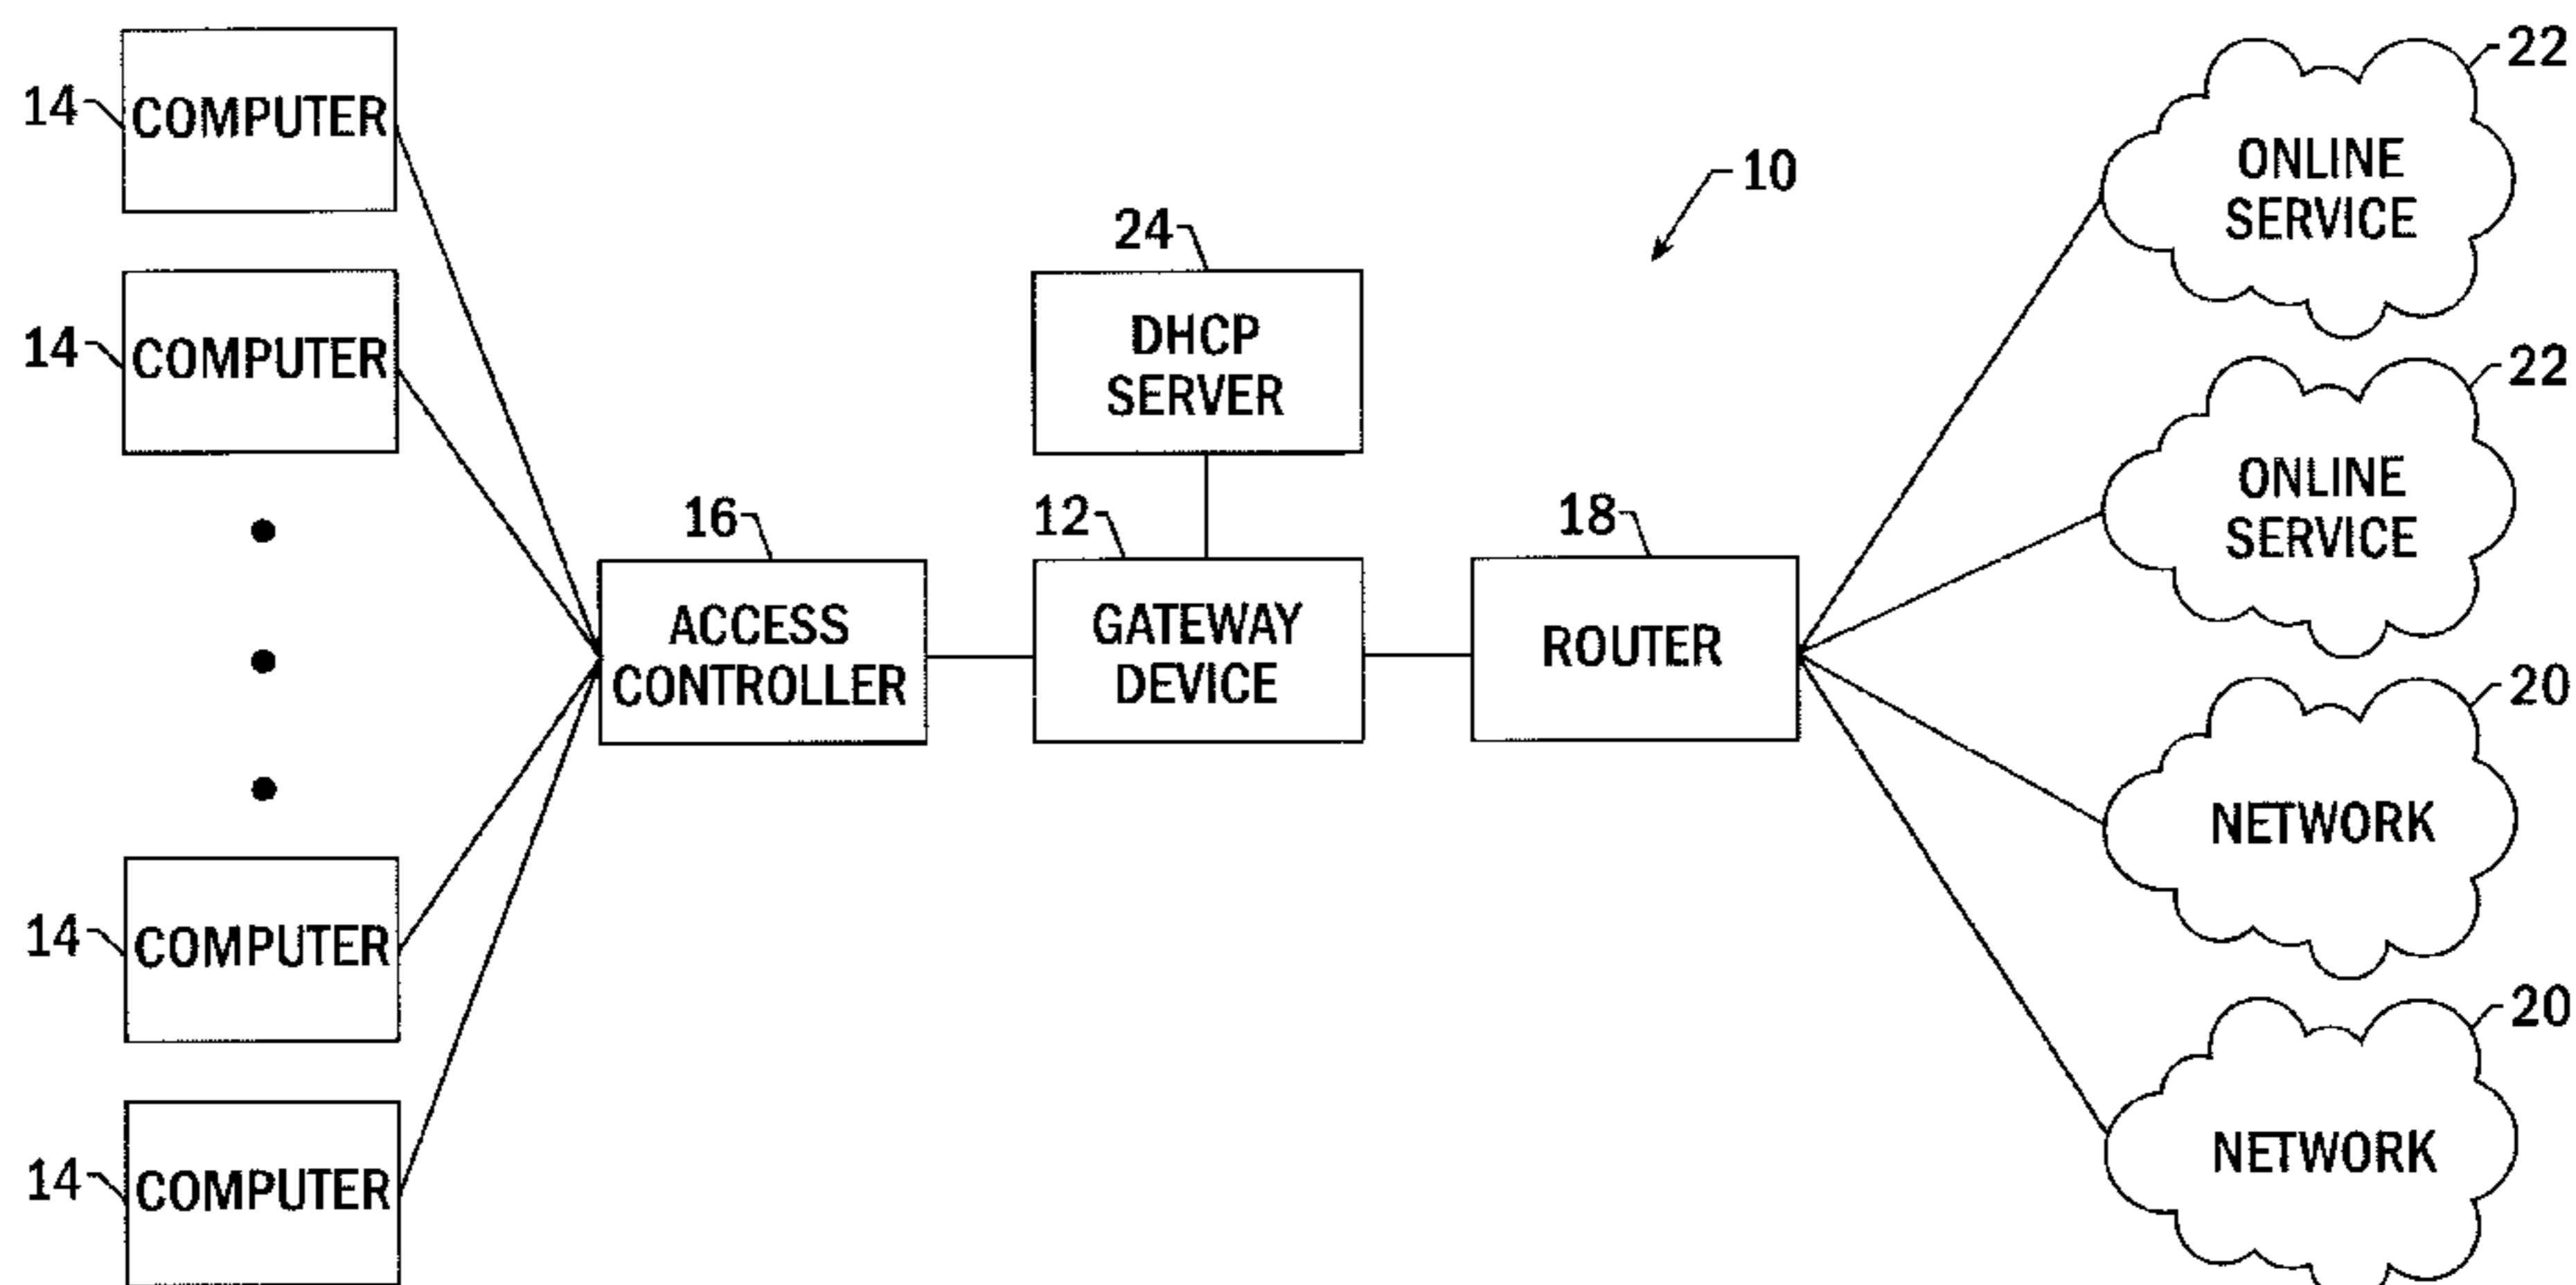 14
COMPUTER
14
COMPUTER
14
COMPUTER
14
COMPUTER
16
ACCESS
CONTROLLER
24
DHCP
SERVER
12
GATEWAY
DEVICE
10
18
ROUTER
22
ONLINE
SERVICE
22
ONLINE
SERVICE
20
NETWORK
20
NETWORK